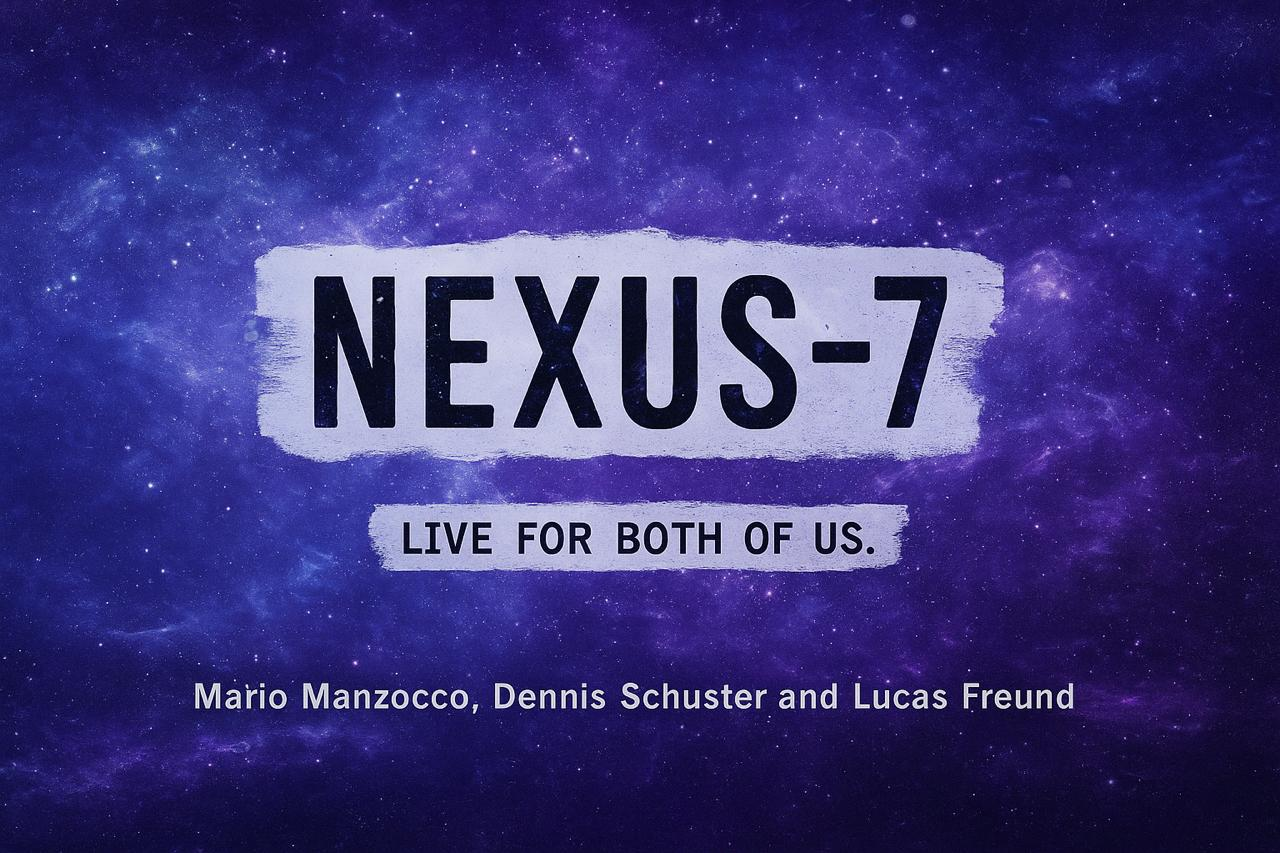 NEXUS-7
LIVE FOR BOTH OF US.
Mario Manzocco, Dennis Schuster and Lucas Freund